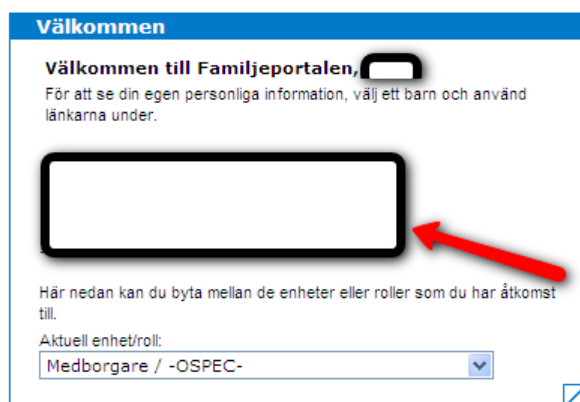 Välkommen
Välkommen till Familjeportalen,
För att se din egen personliga information, välj ett barn och använd
länkarna under.
Här nedan kan du byta mellan de enheter eller roller som du har åtkomst
till.
Aktuell enhet/roll:
Medborgare / -OSPEC-